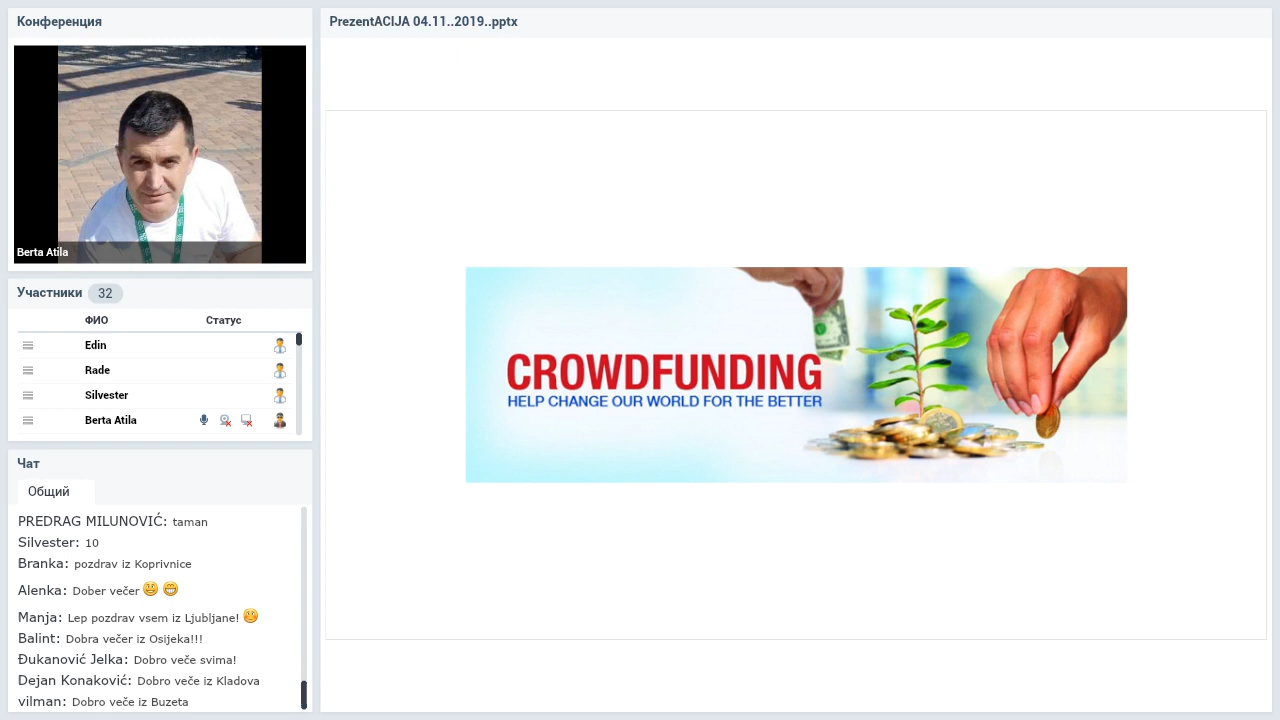 Конференция
Berta Atila
Участники 32
ФИО Статус
Edin
Rade
Silvester
Berta Atila
Чат
Общий
PREDRAG MILUNOVIĆ: taman
Silvester: 10
Branka: pozdrav iz Koprivnice
Alenka: Dober večer
Manja: Lep pozdrav vsem iz Ljubljane!
Balint: Dobra večer iz Osijeka!!!
Đukanović Jelka: Dobro veče svima!
Dejan Konaković: Dobro veče iz Kladova
vilman: Dobro veče iz Buzeta
PrezentACIJA 04.11..2019..pptx
CROWDFUNDING
HELP CHANGE OUR WORLD FOR THE BETTER